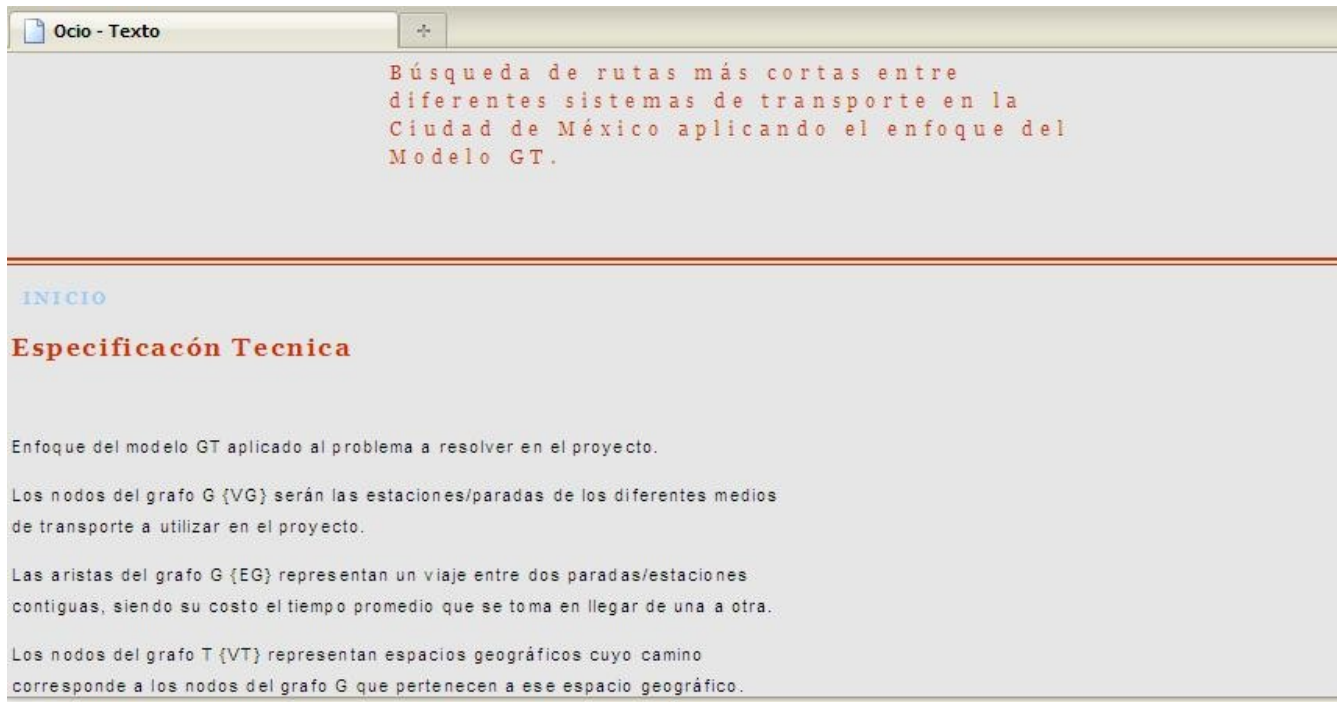 Ocio - Texto
Búsqueda de rutas más cortas entre
diferentes sistemas de transporte en la
Ciudad de México aplicando el enfoque del
Modelo GT.
INICIO
Especificacón Tecnica
Enfoque del modelo GT aplicado al problema a resolver en el proyecto.
Los nodos del grafo G {VG} serán las estaciones/paradas de los diferentes medios
de transporte a utilizar en el proyecto.
Las aristas del grafo G {EG} representan un viaje entre dos paradas/estaciones
contiguas, siendo su costo el tiempo promedio que se toma en llegar de una a otra.
Los nodos del grafo T {VT} representan espacios geográficos cuyo camino
corresponde a los nodos del grafo G que pertenecen a ese espacio geográfico.